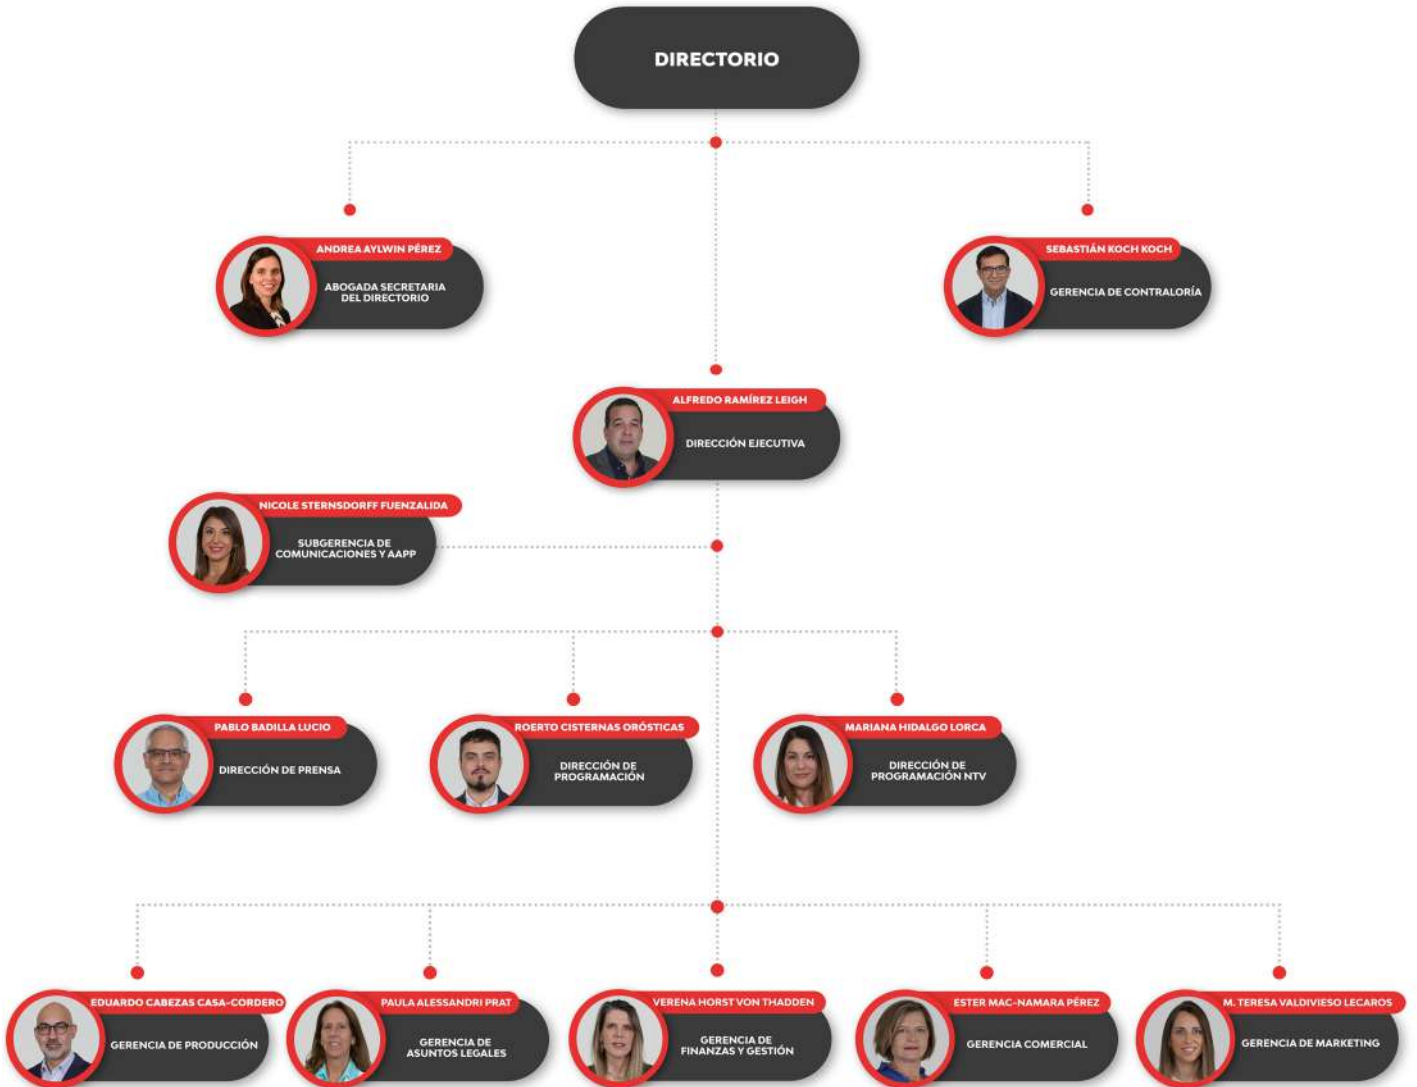 DIRECTORIO
ANDREA AYLWIN PÉREZ
ABOGADA SECRETARIA
DEL DIRECTORIO
SEBASTIÁN KOCH KOCH
GERENCIA DE CONTRALORÍA
ALFREDO RAMÍREZ LEIGH
DIRECCIÓN EJECUTIVA
NICOLE STERNSDORFF FUENZALIDA
SUBGERENCIA DE
COMUNICACIONES Y AAPP
PABLO BADILLA LUCIO
DIRECCIÓN DE PRENSA
ROERTO CISTERNAS ORÓSTICAS
DIRECCIÓN DE
PROGRAMACIÓN
MARIANA HIDALGO LORCA
DIRECCIÓN DE
PROGRAMACIÓN NTV
EDUARDO CABEZAS CASA-CORDERO
GERENCIA DE PRODUCCIÓN
PAULA ALESSANDRI PRAT
GERENCIA DE
ASUNTOS LEGALES
VERENA HORST VON THADDEN
GERENCIA DE
FINANZAS Y GESTIÓN
ESTER MAC-NAMARA PÉREZ
GERENCIA COMERCIAL
M. TERESA VALDIVIESO LECAROS
GERENCIA DE MARKETING